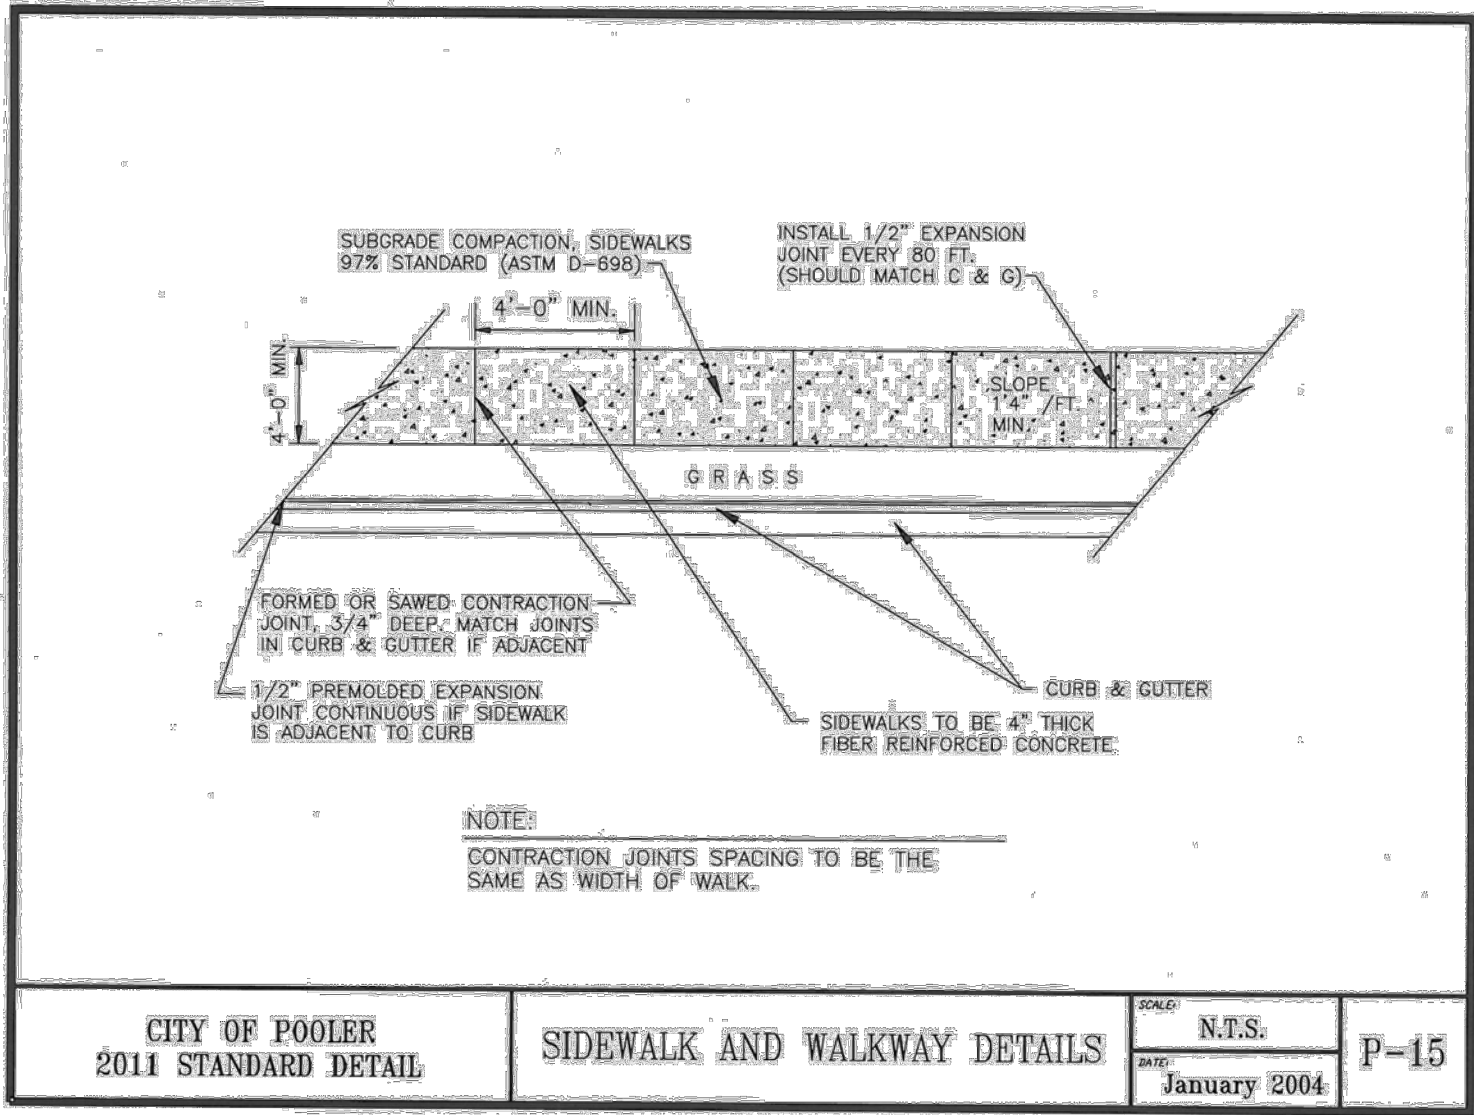 SUBGRADE COMPACTION, SIDEWALKS
97% STANDARD (ASTM D-698)
INSTALL 1/2" EXPANSION
JOINT EVERY 80 FT.
(SHOULD MATCH C & G)
4'-0" MIN.
4'-0" MIN.
SLOPE
1'4" /FT.
MIN.
G R A S S
FORMED OR SAWED CONTRACTION
JOINT, 3/4" DEEP. MATCH JOINTS
IN CURB & GUTTER IF ADJACENT
1/2" PREMOLDED EXPANSION
JOINT CONTINUOUS IF SIDEWALK
IS ADJACENT TO CURB
CURB & GUTTER
SIDEWALKS TO BE 4" THICK
FIBER REINFORCED CONCRETE
NOTE:
CONTRACTION JOINTS SPACING TO BE THE
SAME AS WIDTH OF WALK.
CITY OF POOLER
2011 STANDARD DETAIL
SIDEWALK AND WALKWAY DETAILS
SCALE:
N.T.S.
DATE:
January 2004
P-15